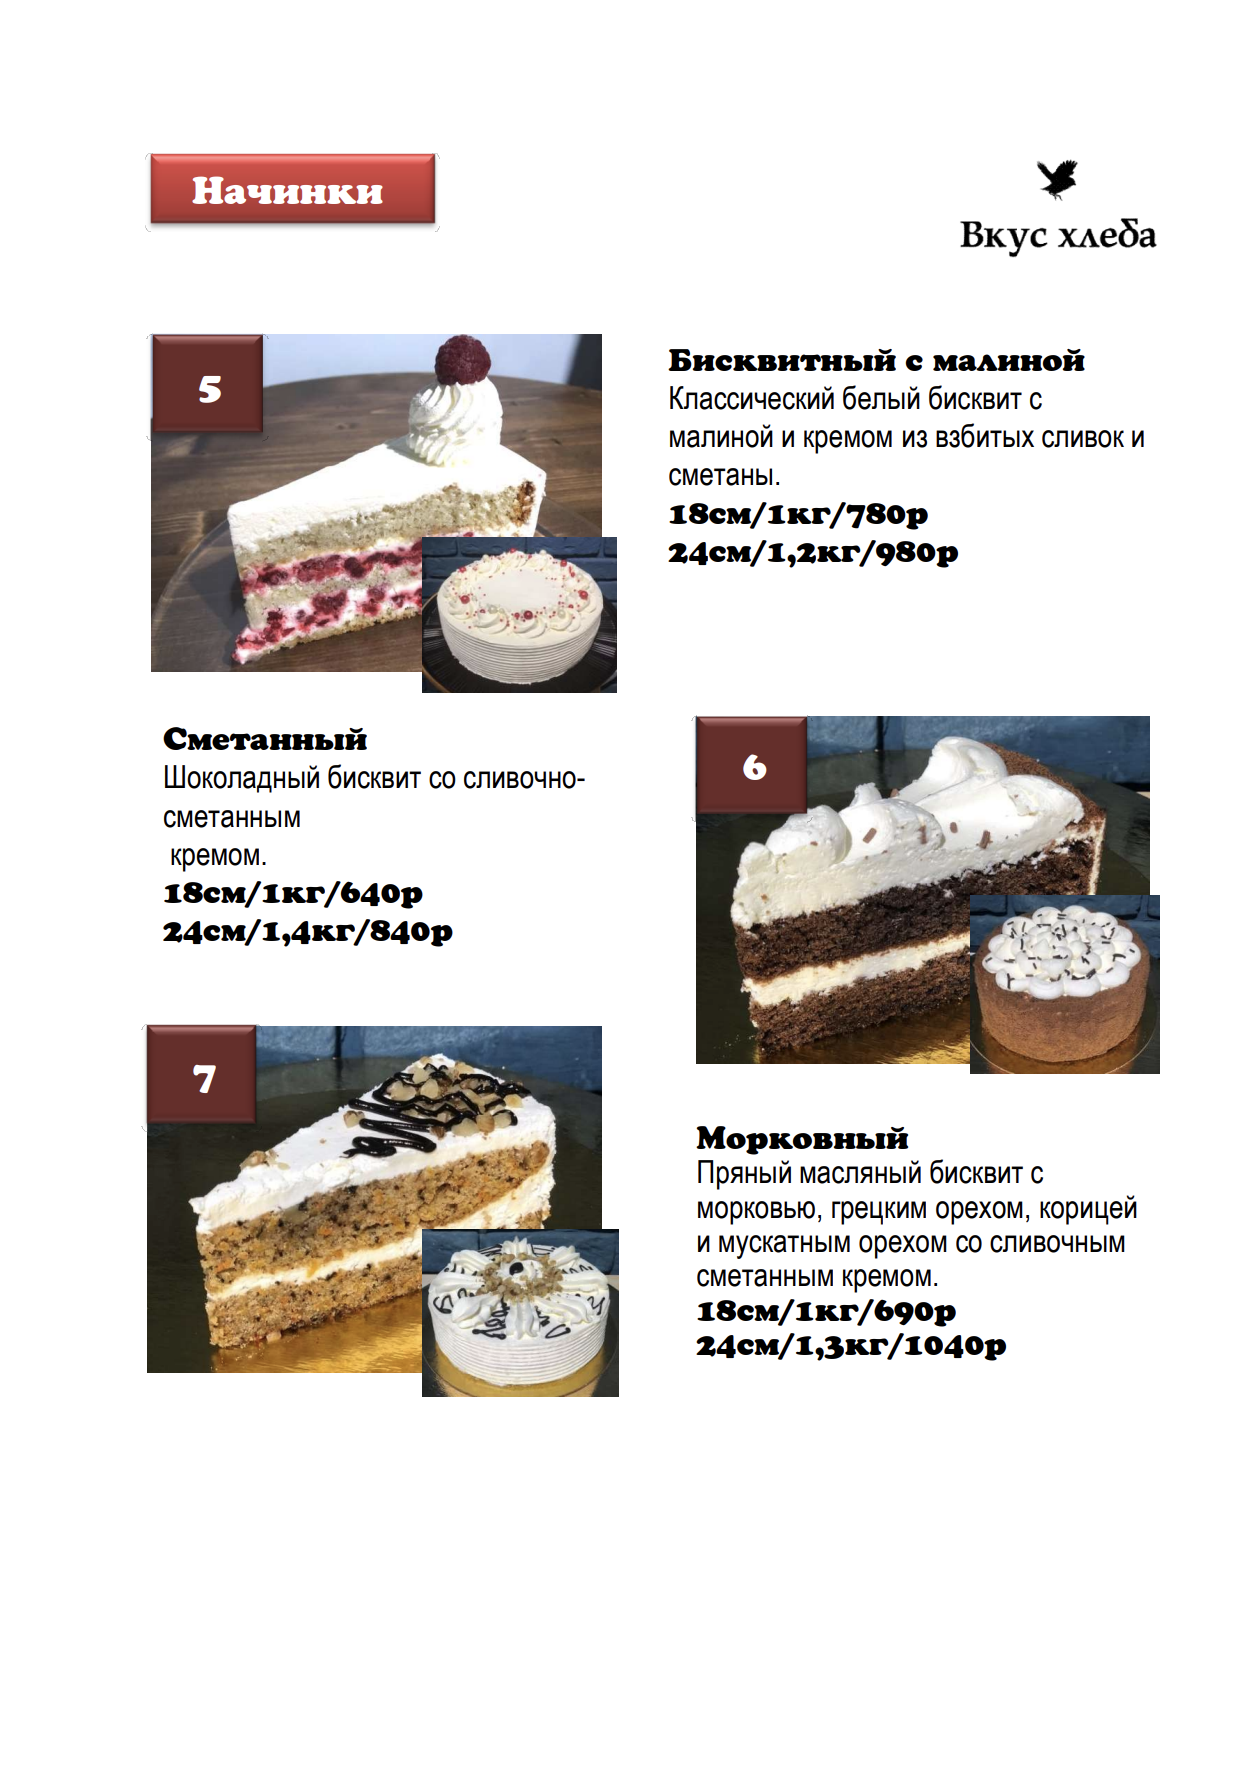 Начинки
Вкус хлеба
5
Бисквитный с малиной
Классический белый бисквит с
малиной и кремом из взбитых сливок и
сметаны.
18см/1кг/780р
24см/1,2кг/980р
Сметанный
Шоколадный бисквит со сливочно-
сметанным
кремом.
18см/1кг/640р
24см/1,4кг/840р
6
7
Морковный
Пряный масляный бисквит с
морковью, грецким орехом, корицей
и мускатным орехом со сливочным
сметанным кремом.
18см/1кг/690р
24см/1,3кг/1040р